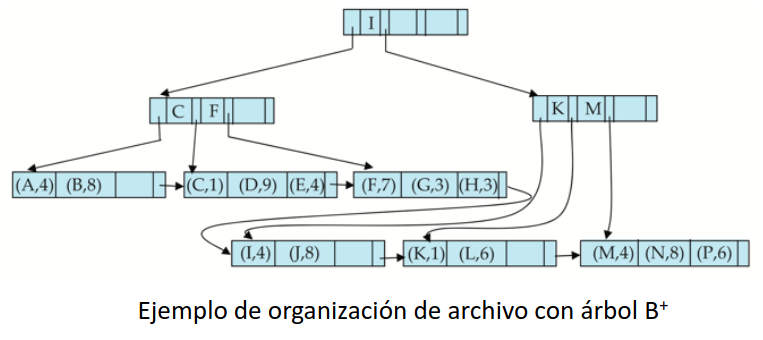 I
C F
K M
(A,4) (B,8) (C,1) (D,9) (E,4) (F,7) (G,3) (H,3)
(I,4) (J,8) (K,1) (L,6) (M,4) (N,8) (P,6)
Ejemplo de organización de archivo con árbol B⁺